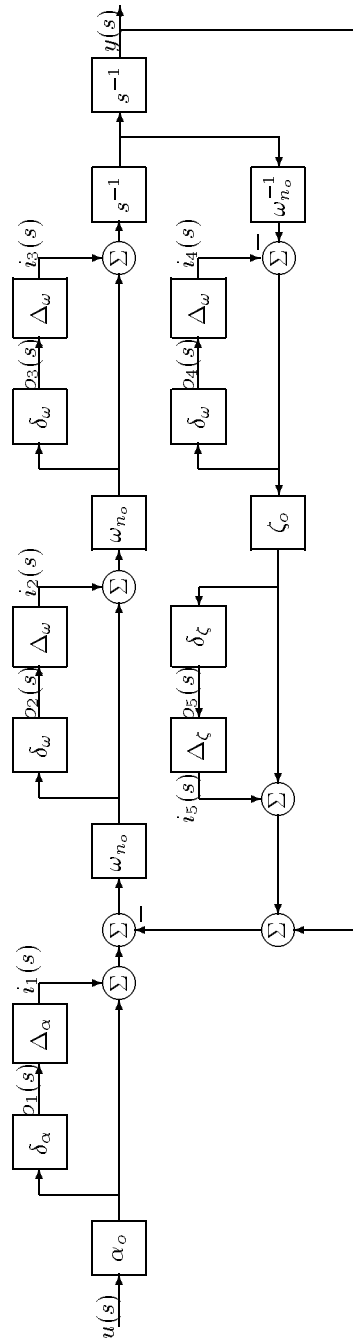 u(s)
α_o
δ_α
o_1(s)
Δ_α
i_1(s)
Σ
Σ
−
ω_{n_o}
δ_ω
o_2(s)
Δ_ω
i_2(s)
Σ
ω_{n_o}
δ_ω
o_3(s)
Δ_ω
i_3(s)
Σ
s^{−1}
s^{−1}
y(s)
Σ
Σ
i_5(s)
Δ_ζ
o_5(s)
δ_ζ
ζ_o
δ_ω
o_4(s)
Δ_ω
i_4(s)
−
Σ
ω_{n_o}^{−1}